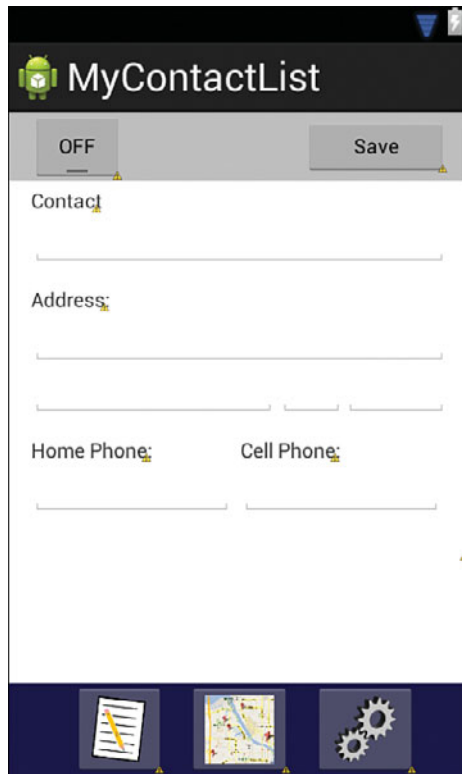 MyContactList
OFF Save
Contact
Address:
Home Phone: Cell Phone: